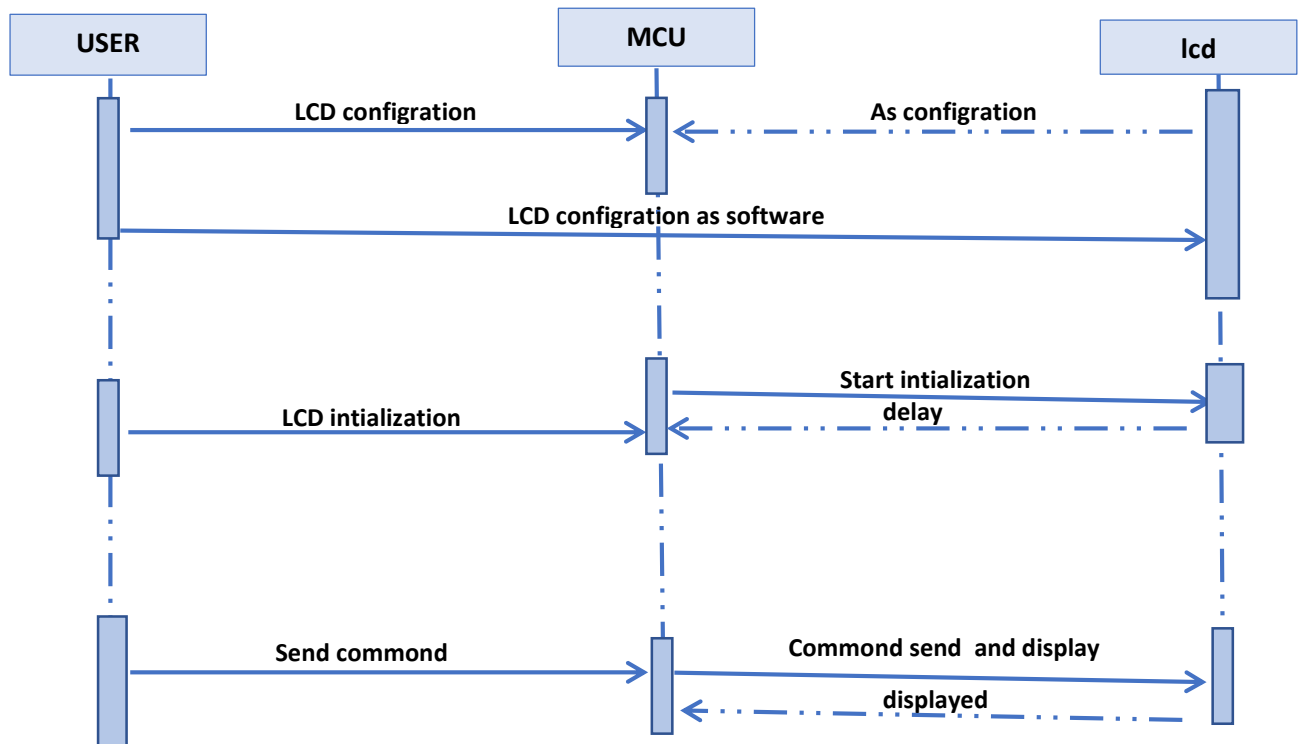 USER
MCU
lcd
LCD configration
As configration
LCD configration as software
Start intialization
LCD intialization
delay
Send commond
Commond send and display
displayed